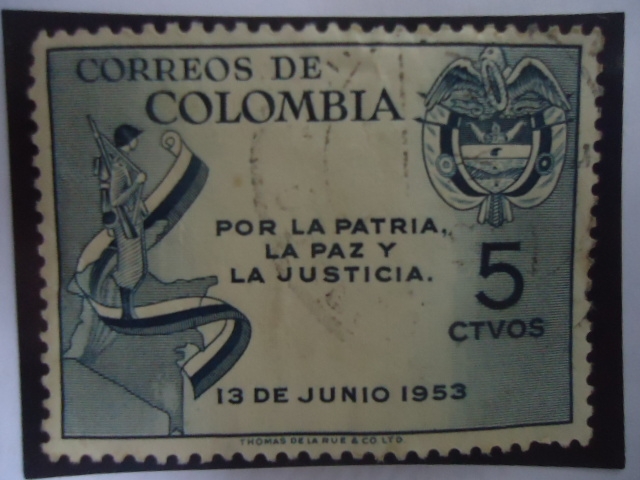 CORREOS DE
COLOMBIA
POR LA PATRIA,
LA PAZ Y
LA JUSTICIA.
5
CTVOS
13 DE JUNIO 1953
THOMAS DE LA RUE & CO. LTD.